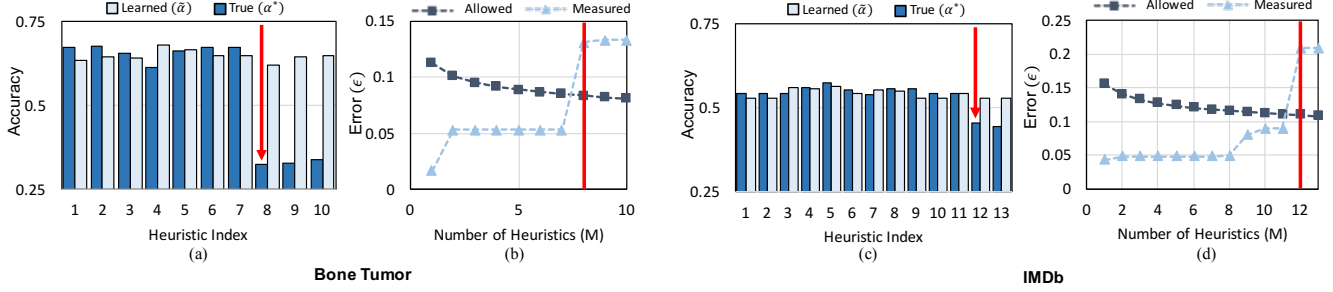 Learned (α̃) True (α*)
Accuracy
0.75
0.5
0.25
1 2 3 4 5 6 7 8 9 10
Heuristic Index
(a)
Allowed Measured
Error (ϵ)
0.15
0.1
0.05
0
0 5 10
Number of Heuristics (M)
(b)
Bone Tumor
Learned (α̃) True (α*)
Accuracy
0.75
0.5
0.25
1 2 3 4 5 6 7 8 9 10 11 12 13
Heuristic Index
(c)
Allowed Measured
Error (ϵ)
0.25
0.20
0.15
0.10
0.05
0
0 2 4 6 8 10 12
Number of Heuristics (M)
(d)
IMDb